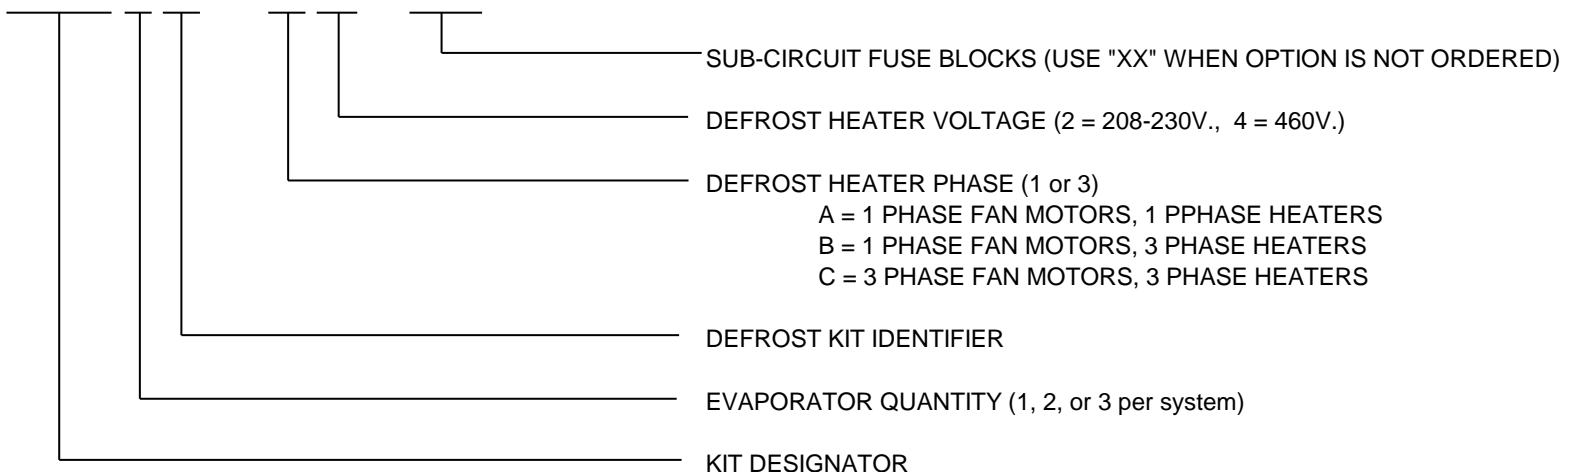 SUB-CIRCUIT FUSE BLOCKS (USE "XX" WHEN OPTION IS NOT ORDERED)
DEFROST HEATER VOLTAGE (2 = 208-230V., 4 = 460V.)
DEFROST HEATER PHASE (1 or 3)
A = 1 PHASE FAN MOTORS, 1 PPHASE HEATERS
B = 1 PHASE FAN MOTORS, 3 PHASE HEATERS
C = 3 PHASE FAN MOTORS, 3 PHASE HEATERS
DEFROST KIT IDENTIFIER
EVAPORATOR QUANTITY (1, 2, or 3 per system)
KIT DESIGNATOR